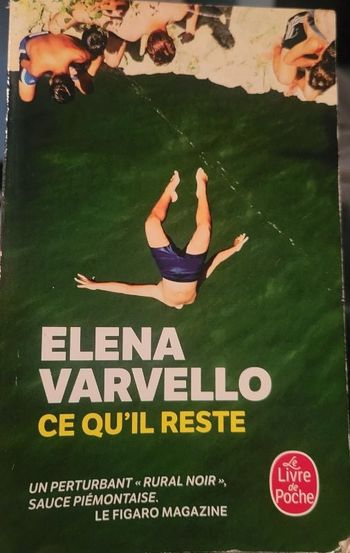 ELENA
VARVELLO
CE QU'IL RESTE
UN PERTURBANT « RURAL NOIR »,
SAUCE PIÉMONTAISE.
LE FIGARO MAGAZINE
Le
Livre
de
Poche